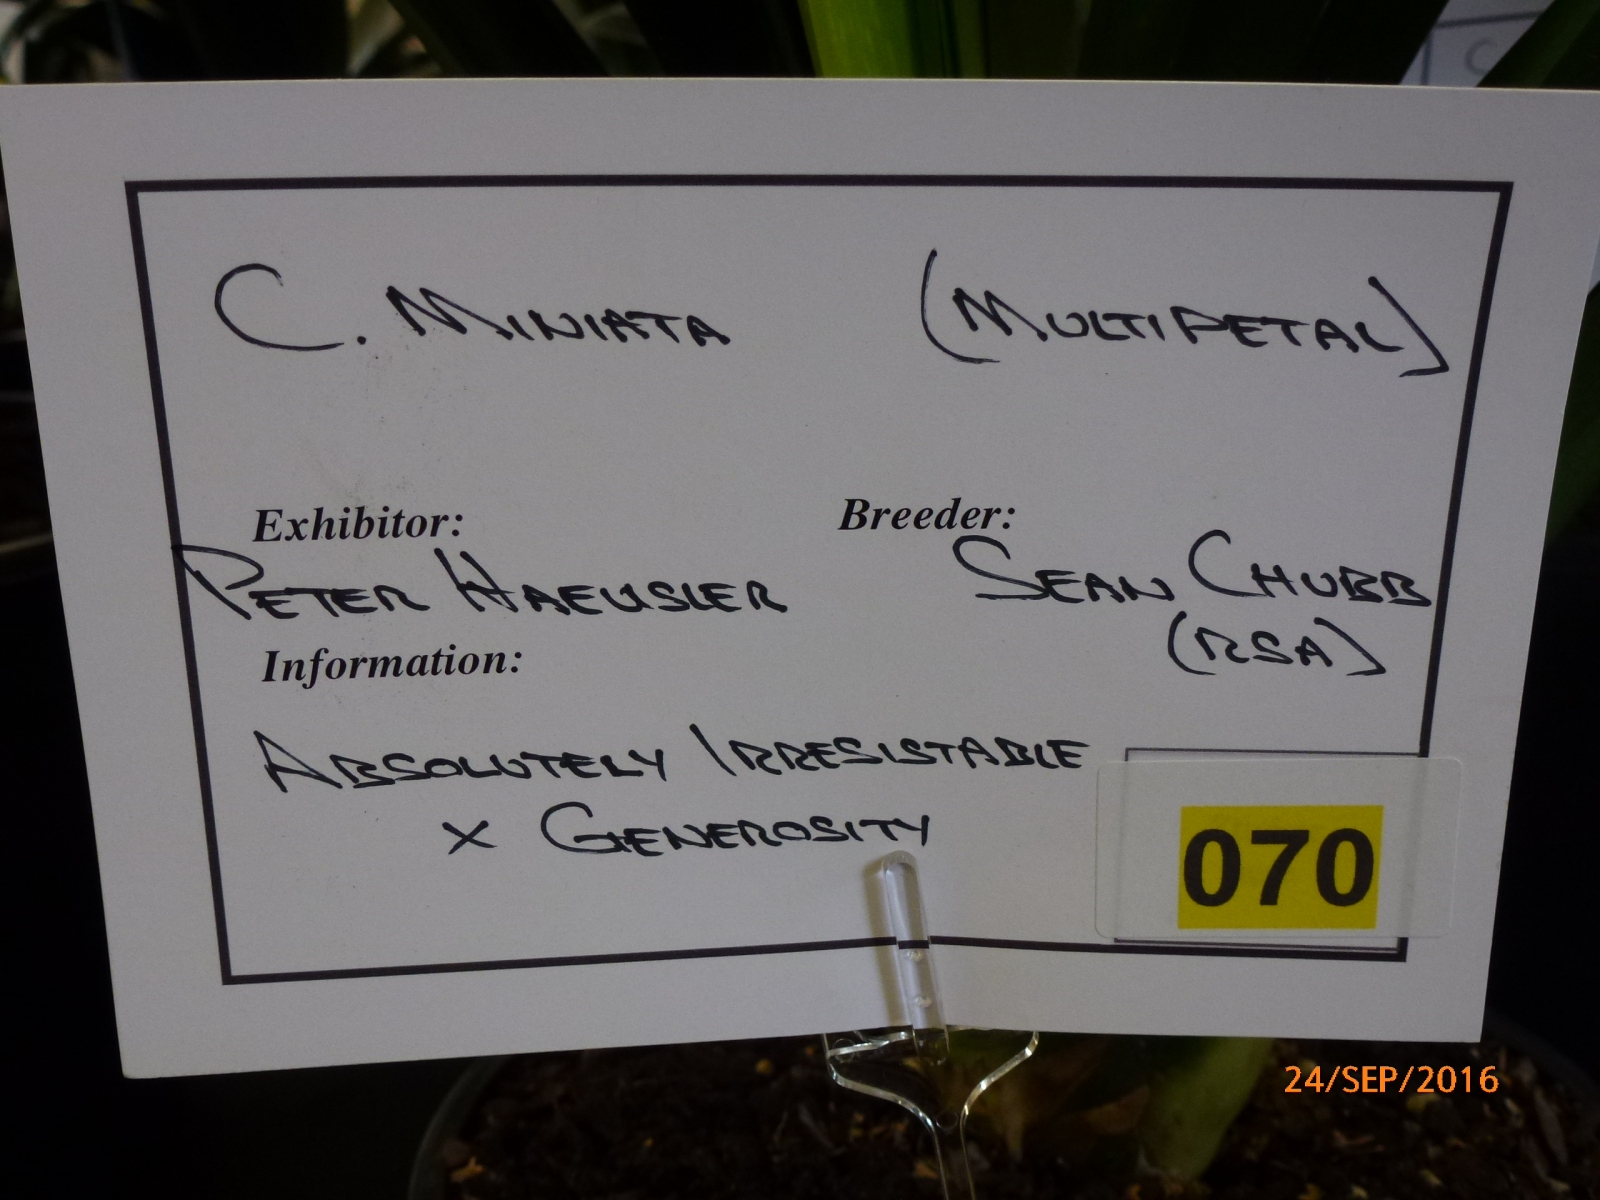 C. MINIATA (MULTIPETAL)
Exhibitor: Breeder:
PETER HAEUSLER SEAN CHUBB
(RSA)
Information:
ABSOLUTELY IRRESISTABLE
X GENEROSITY
070
24/SEP/2016